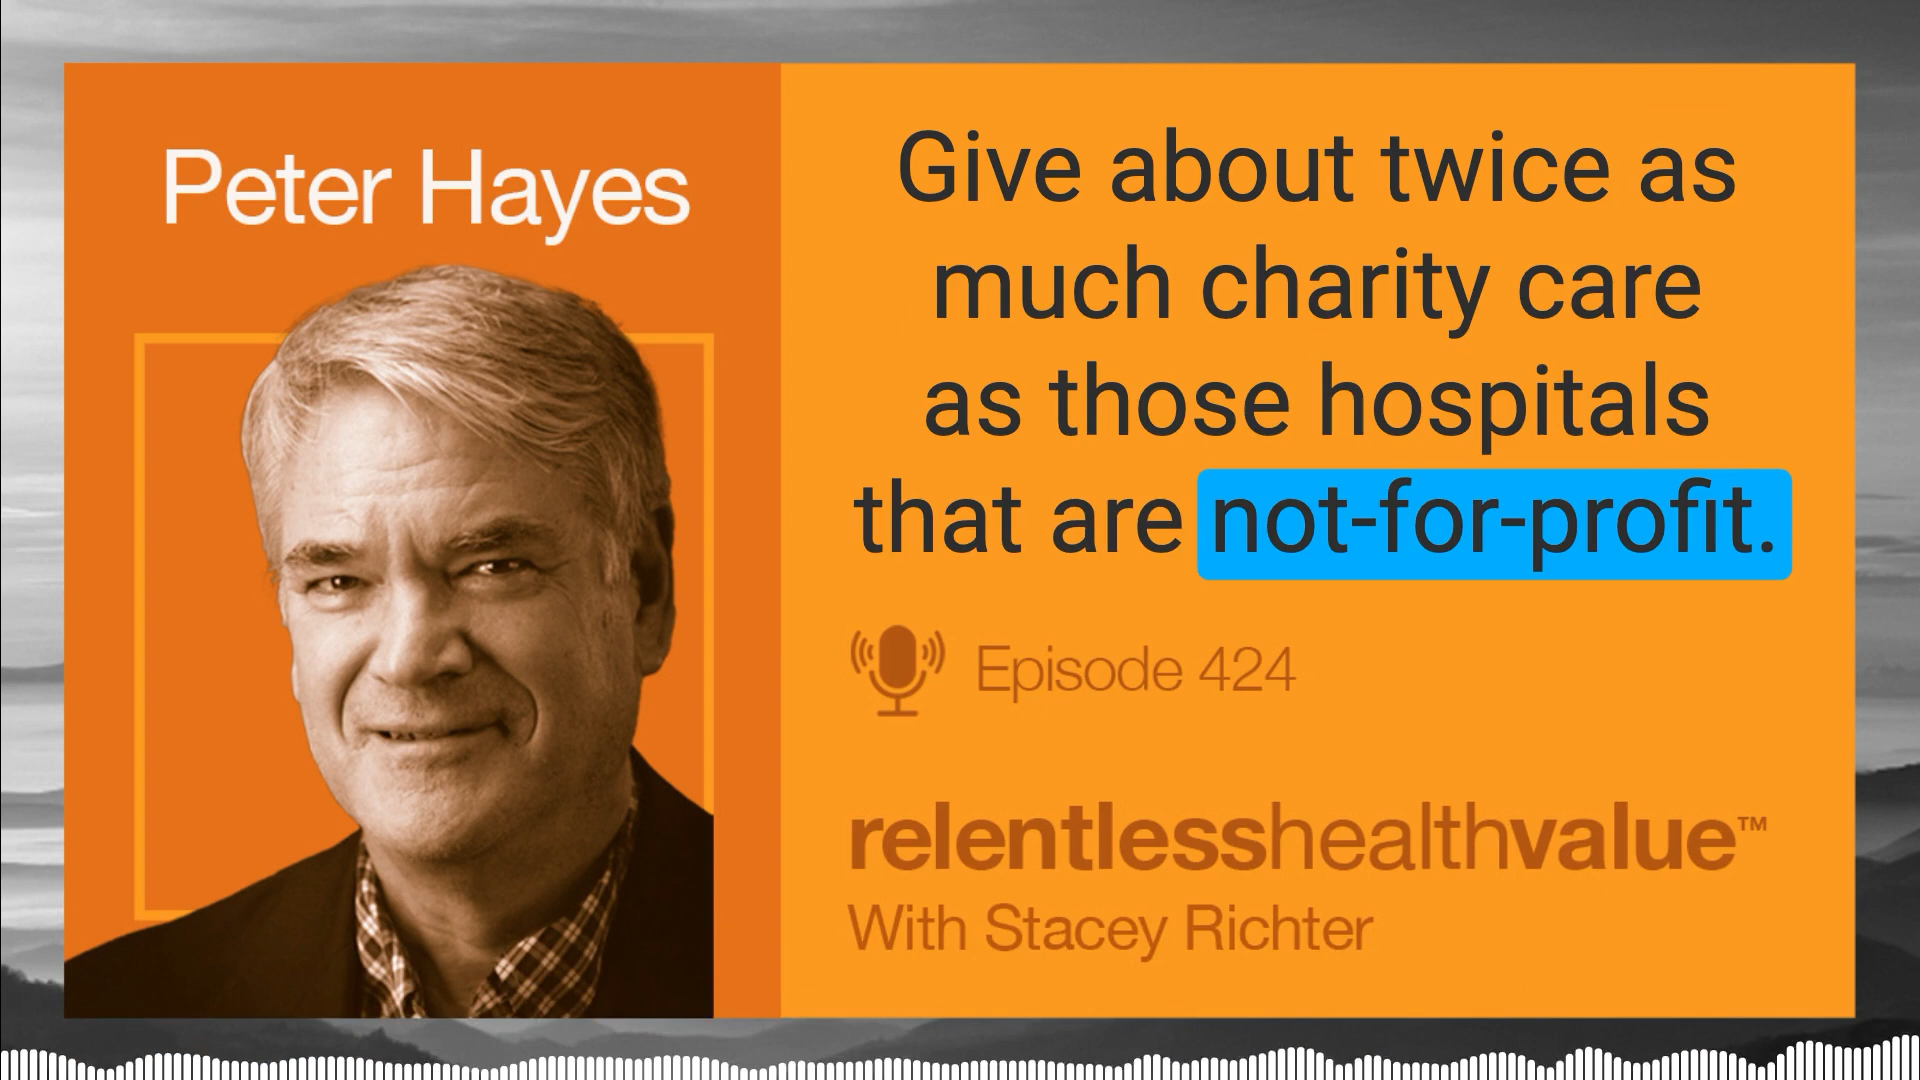 Peter Hayes
Give about twice as
much charity care
as those hospitals
that are not-for-profit.
Episode 424
relentlesshealthvalue™
With Stacey Richter